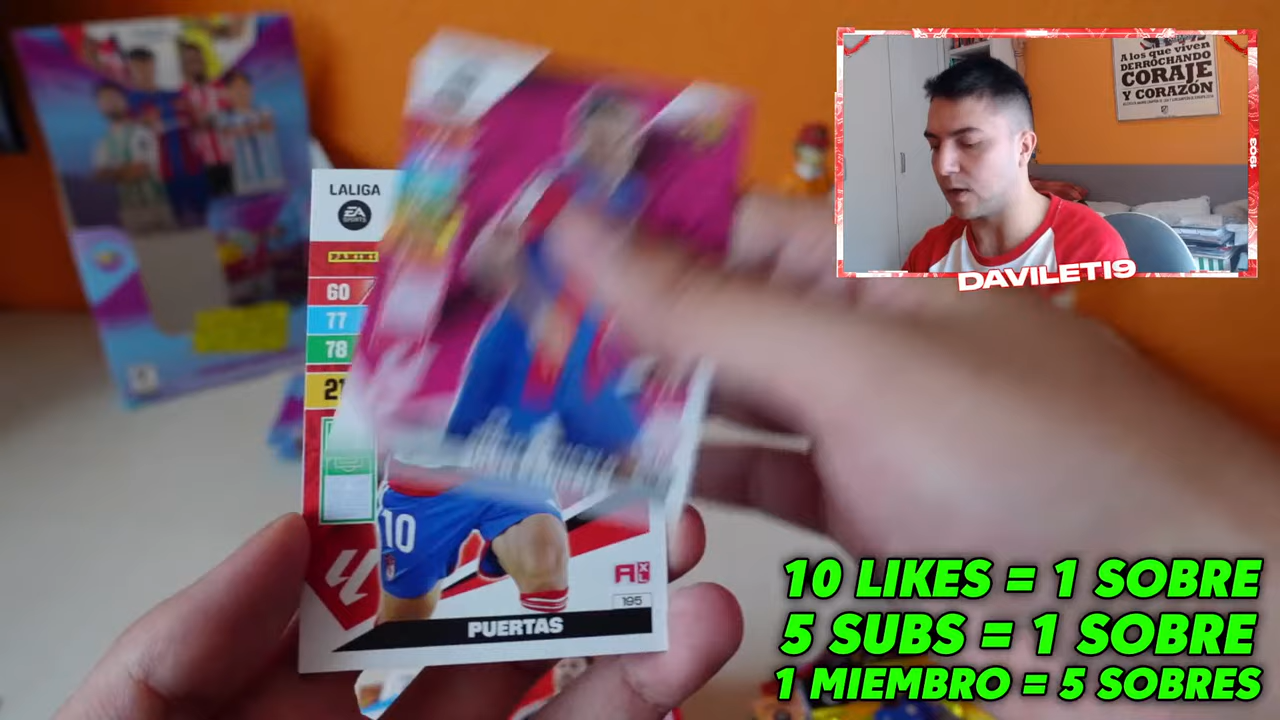 A los que viven
DERROCHANDO
CORAJE
Y CORAZÓN
1903
DAVILETI9
LALIGA
EA
SPORTS
PANINI
60
77
78
10
195
PUERTAS
10 LIKES = 1 SOBRE
5 SUBS = 1 SOBRE
1 MIEMBRO = 5 SOBRES